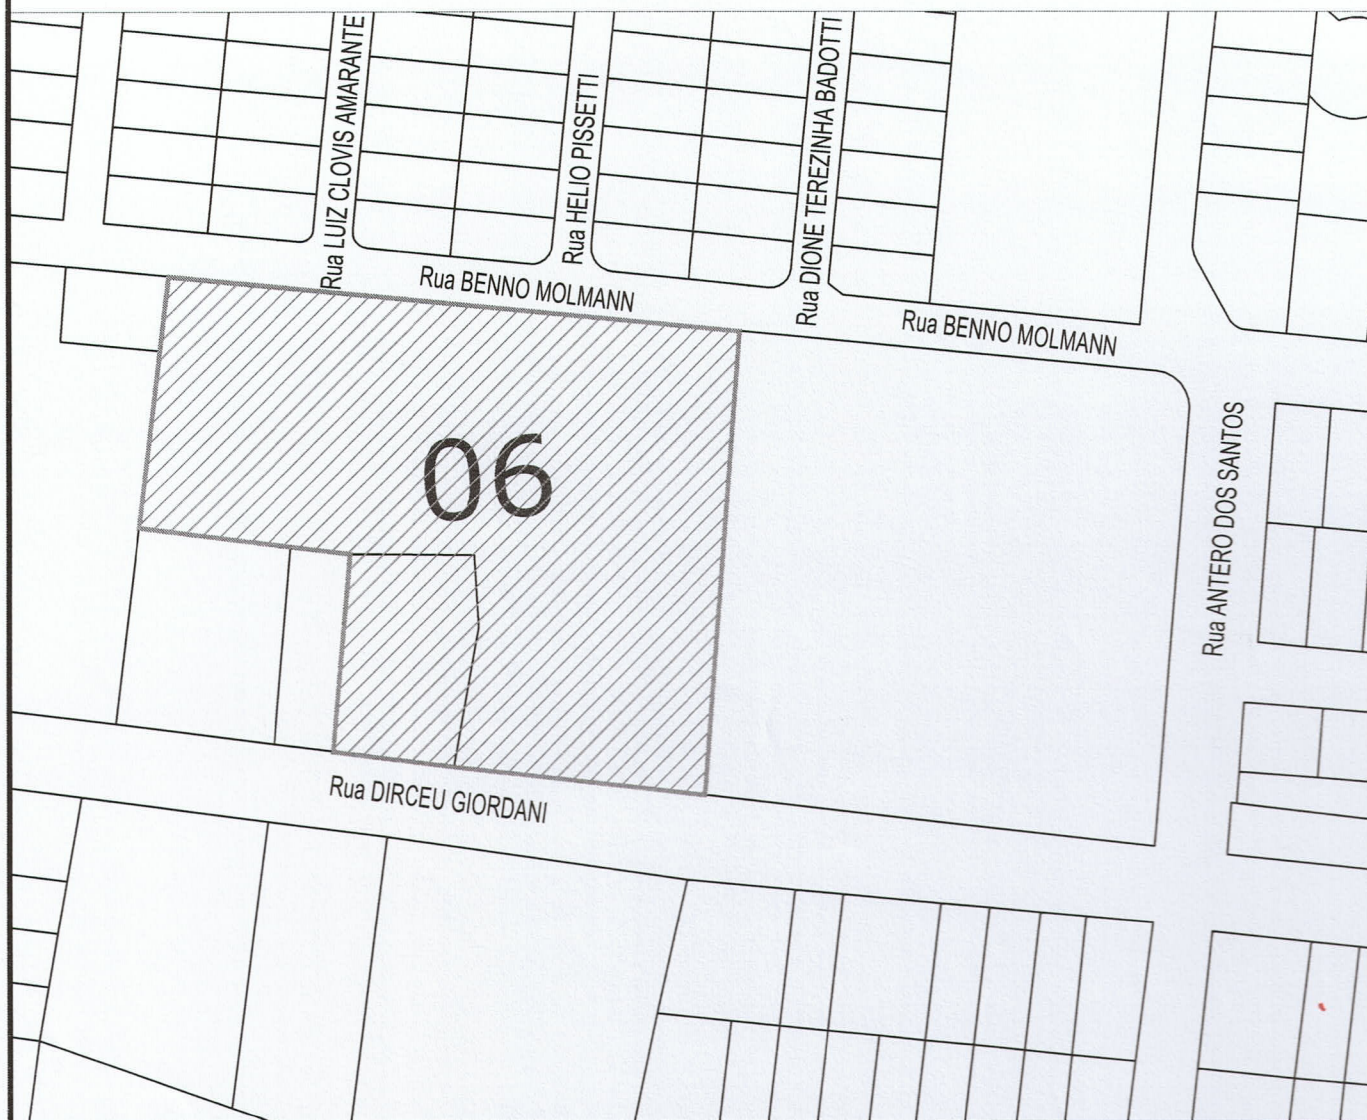 Rua LUIZ CLOVIS AMARANTE
Rua HELIO PISSETTI
Rua DIONE TEREZINHA BADOTTI
Rua BENNO MOLMANN
Rua BENNO MOLMANN
06
Rua ANTERO DOS SANTOS
Rua DIRCEU GIORDANI